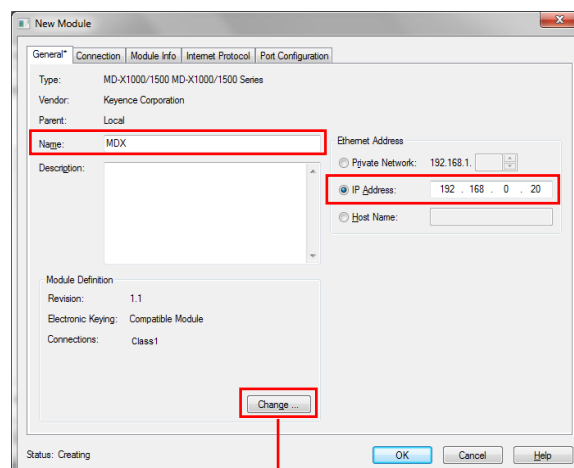 New Module
General* Connection Module Info Internet Protocol Port Configuration
Type: MD-X1000/1500 MD-X1000/1500 Series
Vendor: Keyence Corporation
Parent: Local
Name: MDX
Description:
Ethernet Address
Private Network: 192.168.1.
IP Address: 192 . 168 . 0 . 20
Host Name:
Module Definition
Revision: 1.1
Electronic Keying: Compatible Module
Connections: Class1
Change ...
Status: Creating
OK Cancel Help